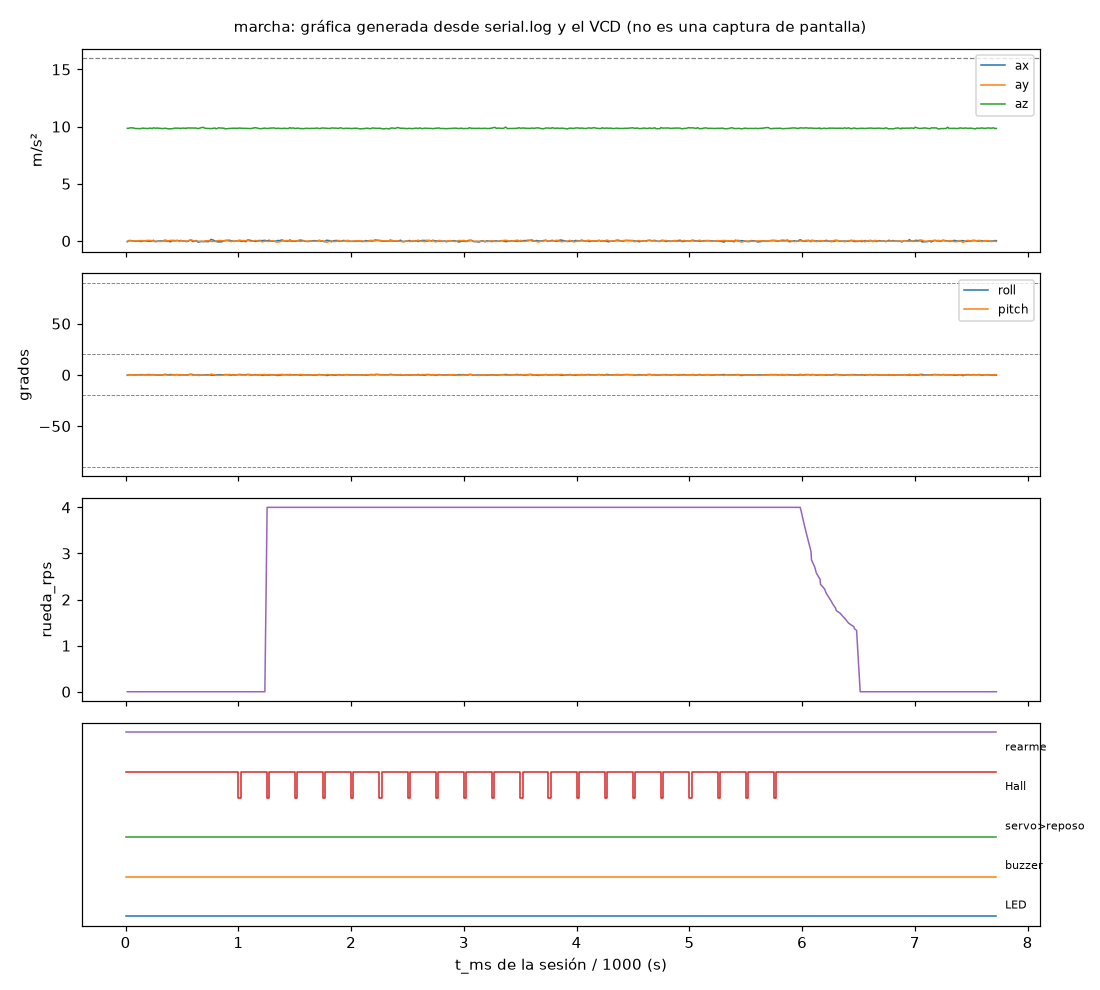 marcha: gráfica generada desde serial.log y el VCD (no es una captura de pantalla)
15
10
5
0
m/s²
ax
ay
az
50
0
−50
grados
roll
pitch
4
3
2
1
0
rueda_rps
rearme
Hall
servo>reposo
buzzer
LED
0 1 2 3 4 5 6 7 8
t_ms de la sesión / 1000 (s)